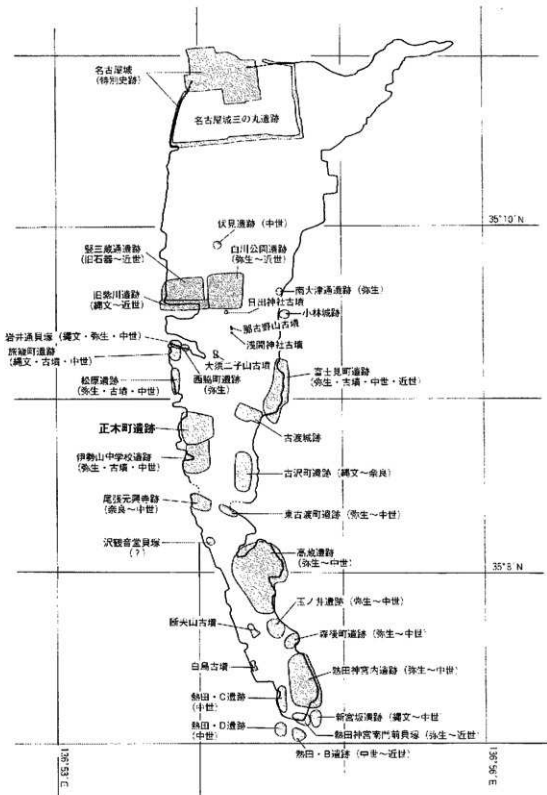 名古屋城
(特別史跡)
名古屋城三の丸遺跡
35°10′N
伏見遺跡(中世)
竪三蔵通遺跡
(旧石器〜近世)
白川公園遺跡
(弥生〜近世)
旧紫川遺跡
(縄文〜近世)
南大津通遺跡(弥生)
日出神社古墳
小林城跡
那古野山古墳
浅間神社古墳
岩井通貝塚(縄文・弥生・中世)
旅籠町遺跡
(縄文・古墳・中世)
大須二子山古墳
西脇町遺跡
(弥生)
富士見町遺跡
(弥生・古墳・中世・近世)
松原遺跡
(弥生・古墳・中世)
正木町遺跡
古渡城跡
伊勢山中学校遺跡
(弥生・古墳・中世)
古沢町遺跡(縄文〜奈良)
尾張元興寺跡
(奈良〜中世)
東古渡町遺跡(弥生〜中世)
沢観音堂貝塚
(?)
高蔵遺跡
(弥生〜中世)
35°8′N
玉ノ井遺跡(弥生〜中世)
断夫山古墳
森後町遺跡(弥生〜中世)
白鳥古墳
熱田神宮内遺跡(弥生〜中世)
熱田・C遺跡
(中世)
新宮坂遺跡(縄文〜中世)
熱田・D遺跡
(中世)
熱田神宮南門前貝塚(弥生〜近世)
熱田・B遺跡(中世〜近世)
136°53′E
136°56′E